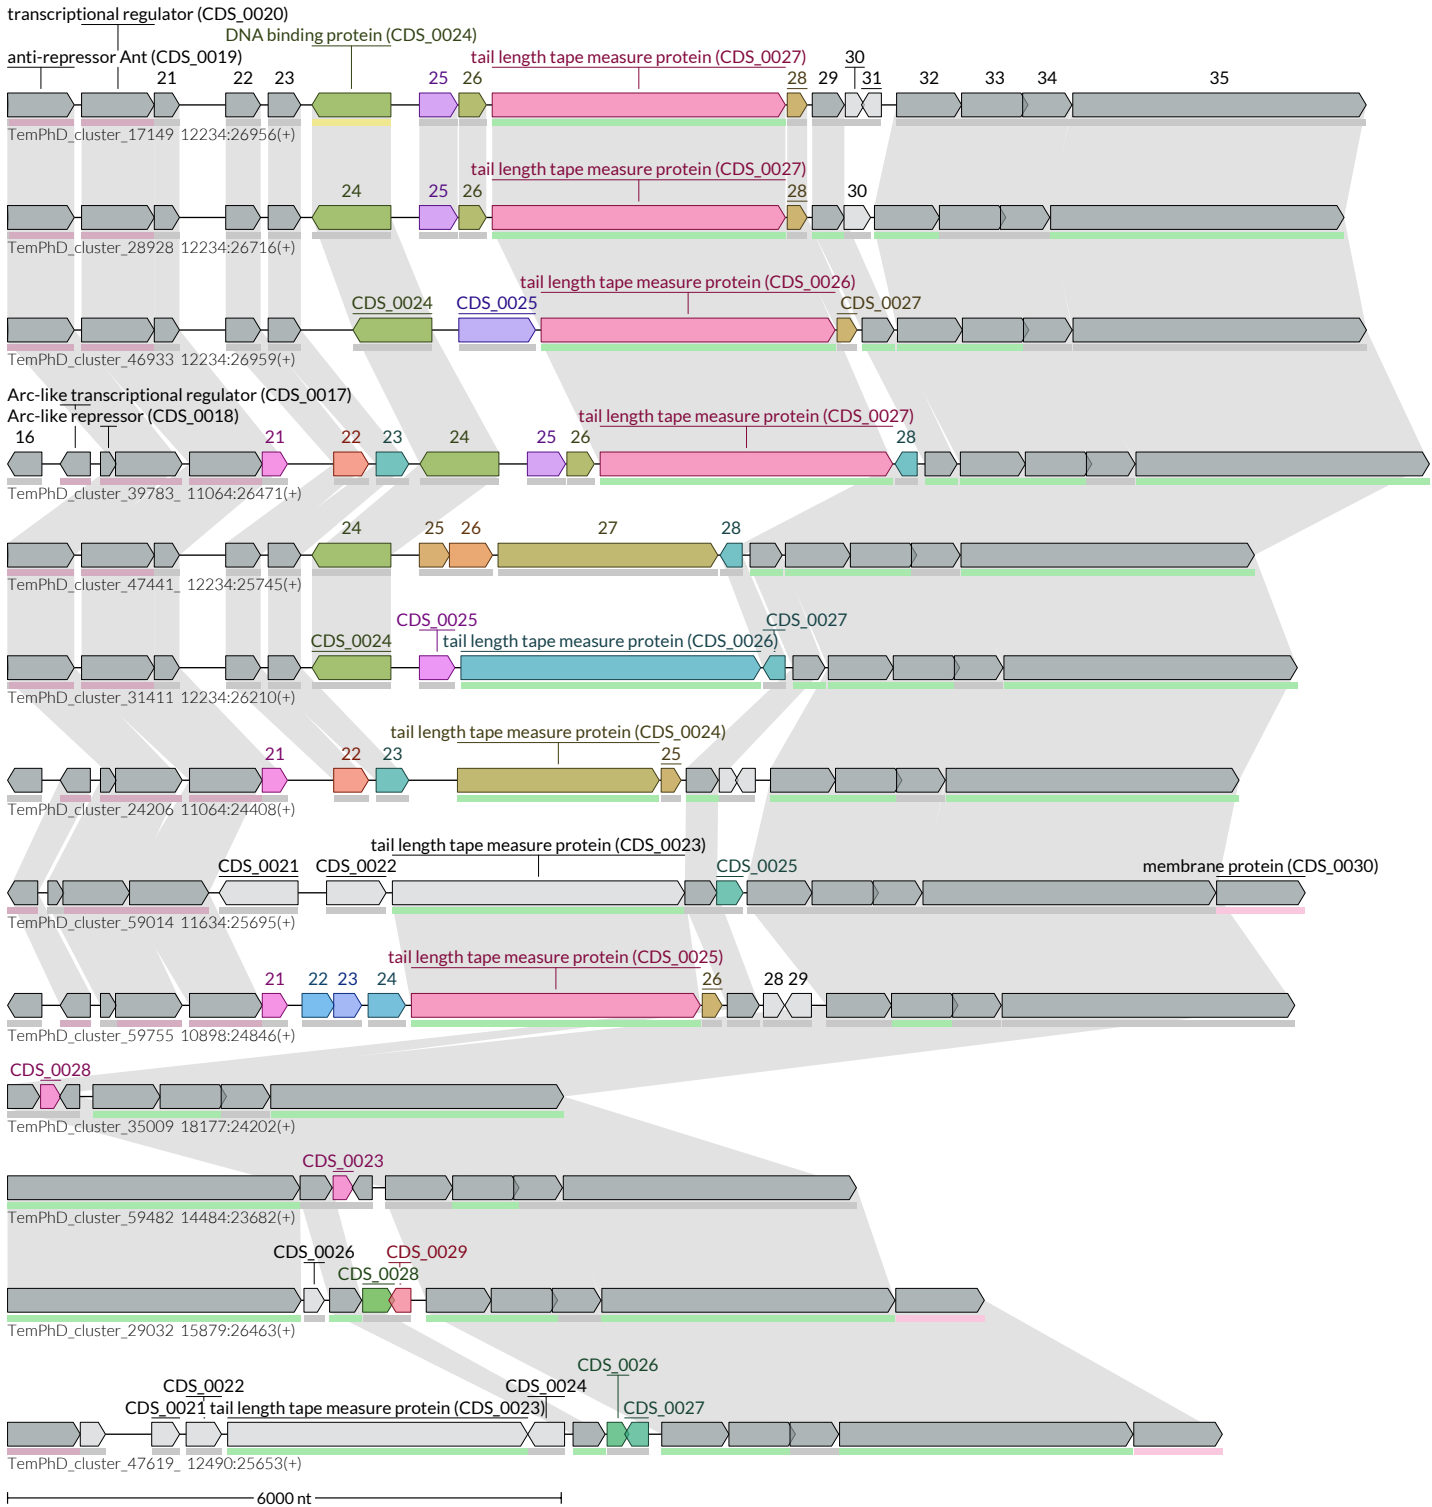 transcriptional regulator (CDS_0020)
DNA binding protein (CDS_0024)
anti-repressor Ant (CDS_0019)
tail length tape measure protein (CDS_0027)
30
21 22 23 25 26 28 29 31 32 33 34 35
TemPhD_cluster_17149 12234:26956(+)
tail length tape measure protein (CDS_0027)
24 25 26 28 30
TemPhD_cluster_28928 12234:26716(+)
tail length tape measure protein (CDS_0026)
CDS_0024 CDS_0025 CDS_0027
TemPhD_cluster_46933 12234:26959(+)
Arc-like transcriptional regulator (CDS_0017)
Arc-like repressor (CDS_0018)
tail length tape measure protein (CDS_0027)
16 21 22 23 24 25 26 28
TemPhD_cluster_39783_ 11064:26471(+)
24 25 26 27 28
TemPhD_cluster_47441_ 12234:25745(+)
CDS_0025 CDS_0027
CDS_0024 tail length tape measure protein (CDS_0026)
TemPhD_cluster_31411 12234:26210(+)
tail length tape measure protein (CDS_0024)
21 22 23 25
TemPhD_cluster_24206 11064:24408(+)
tail length tape measure protein (CDS_0023)
CDS_0021 CDS_0022 CDS_0025 membrane protein (CDS_0030)
TemPhD_cluster_59014 11634:25695(+)
tail length tape measure protein (CDS_0025)
21 22 23 24 26 28 29
TemPhD_cluster_59755 10898:24846(+)
CDS_0028
TemPhD_cluster_35009 18177:24202(+)
CDS_0023
TemPhD_cluster_59482 14484:23682(+)
CDS_0026 CDS_0029
CDS_0028
TemPhD_cluster_29032 15879:26463(+)
CDS_0026
CDS_0022 CDS_0024
CDS_0021 tail length tape measure protein (CDS_0023) CDS_0027
TemPhD_cluster_47619_ 12490:25653(+)
6000 nt